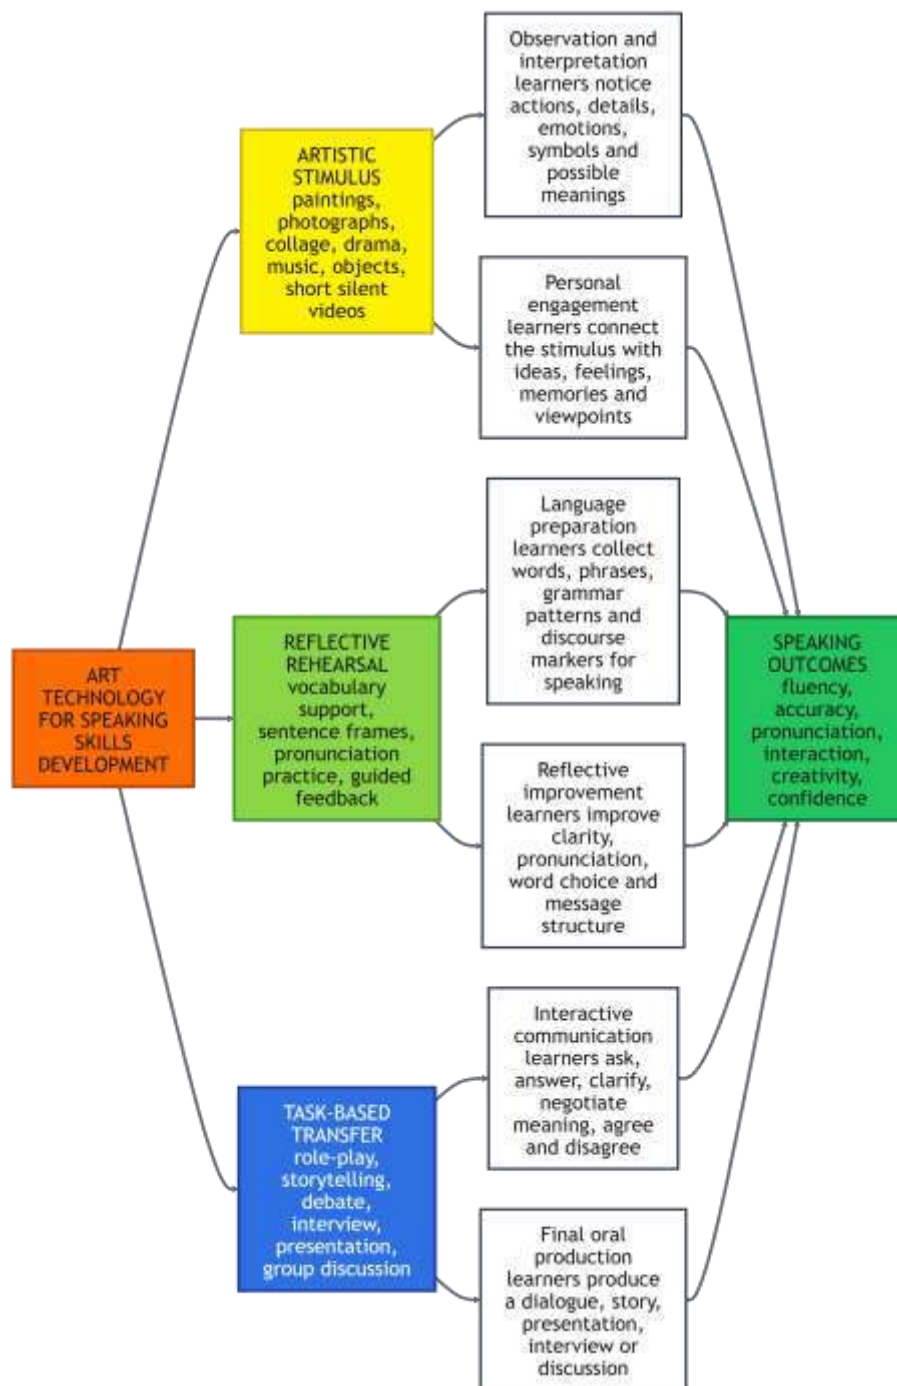 Observation and
interpretation
learners notice
actions, details,
emotions,
symbols and
possible
meanings
ARTISTIC
STIMULUS
paintings,
photographs,
collage, drama,
music, objects,
short silent
videos
Personal
engagement
learners connect
the stimulus with
ideas, feelings,
memories and
viewpoints
Language
preparation
learners collect
words, phrases,
grammar
patterns and
discourse
markers for
speaking
ART
TECHNOLOGY
FOR SPEAKING
SKILLS
DEVELOPMENT
REFLECTIVE
REHEARSAL
vocabulary
support,
sentence frames,
pronunciation
practice, guided
feedback
SPEAKING
OUTCOMES
fluency,
accuracy,
pronunciation,
interaction,
creativity,
confidence
Reflective
improvement
learners improve
clarity,
pronunciation,
word choice and
message
structure
Interactive
communication
learners ask,
answer, clarify,
negotiate
meaning, agree
and disagree
TASK-BASED
TRANSFER
role-play,
storytelling,
debate,
interview,
presentation,
group discussion
Final oral
production
learners produce
a dialogue, story,
presentation,
interview or
discussion